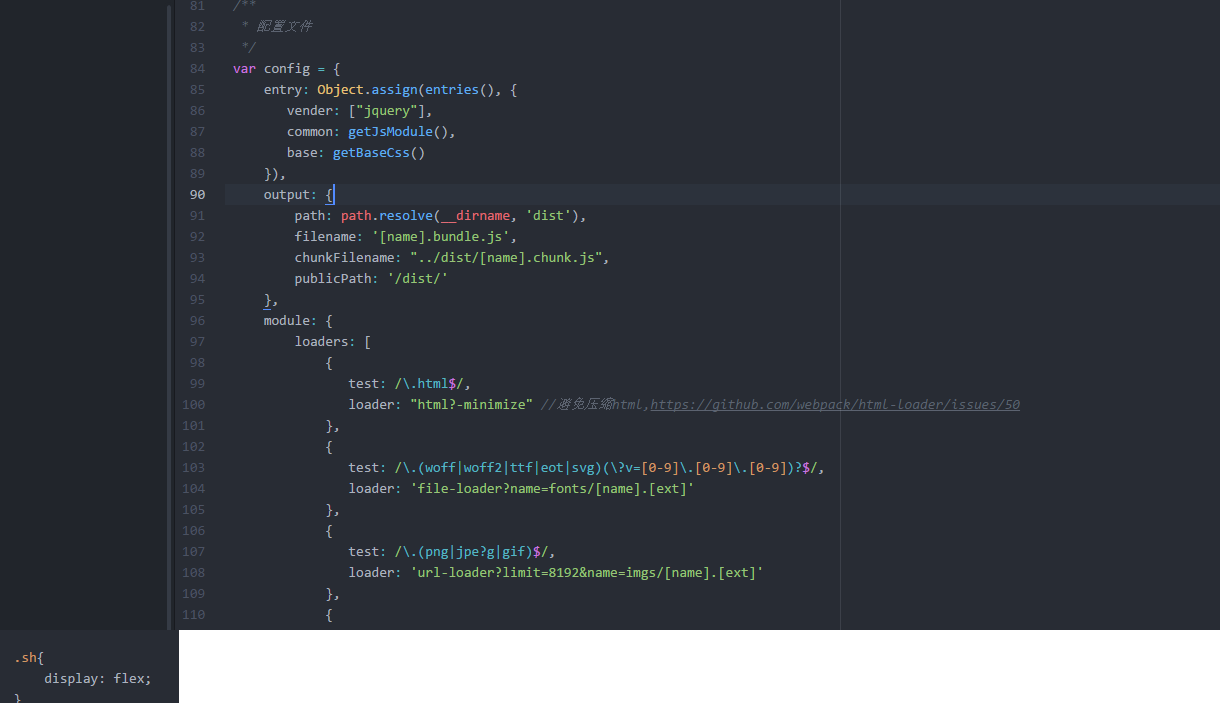 81 /**
82  * 配置文件
83  */
84 var config = {
85     entry: Object.assign(entries(), {
86        vender: ["jquery"],
87        common: getJsModule(),
88        base: getBaseCss()
89     }),
90     output: {
91         path: path.resolve(__dirname, 'dist'),
92         filename: '[name].bundle.js',
93         chunkFilename: "../dist/[name].chunk.js",
94         publicPath: '/dist/'
95     },
96     module: {
97         loaders: [
98             {
99                test: /\.html$/,
100                loader: "html?-minimize" //避免压缩html,https://github.com/webpack/html-loader/issues/50
101             },
102             {
103                test: /\.(woff|woff2|ttf|eot|svg)(\?v=[0-9]\.[0-9]\.[0-9])?$/,
104                loader: 'file-loader?name=fonts/[name].[ext]'
105             },
106             {
107                test: /\.(png|jpe?g|gif)$/,
108                loader: 'url-loader?limit=8192&name=imgs/[name].[ext]'
109             },
110             {
.sh{
    display: flex;
}